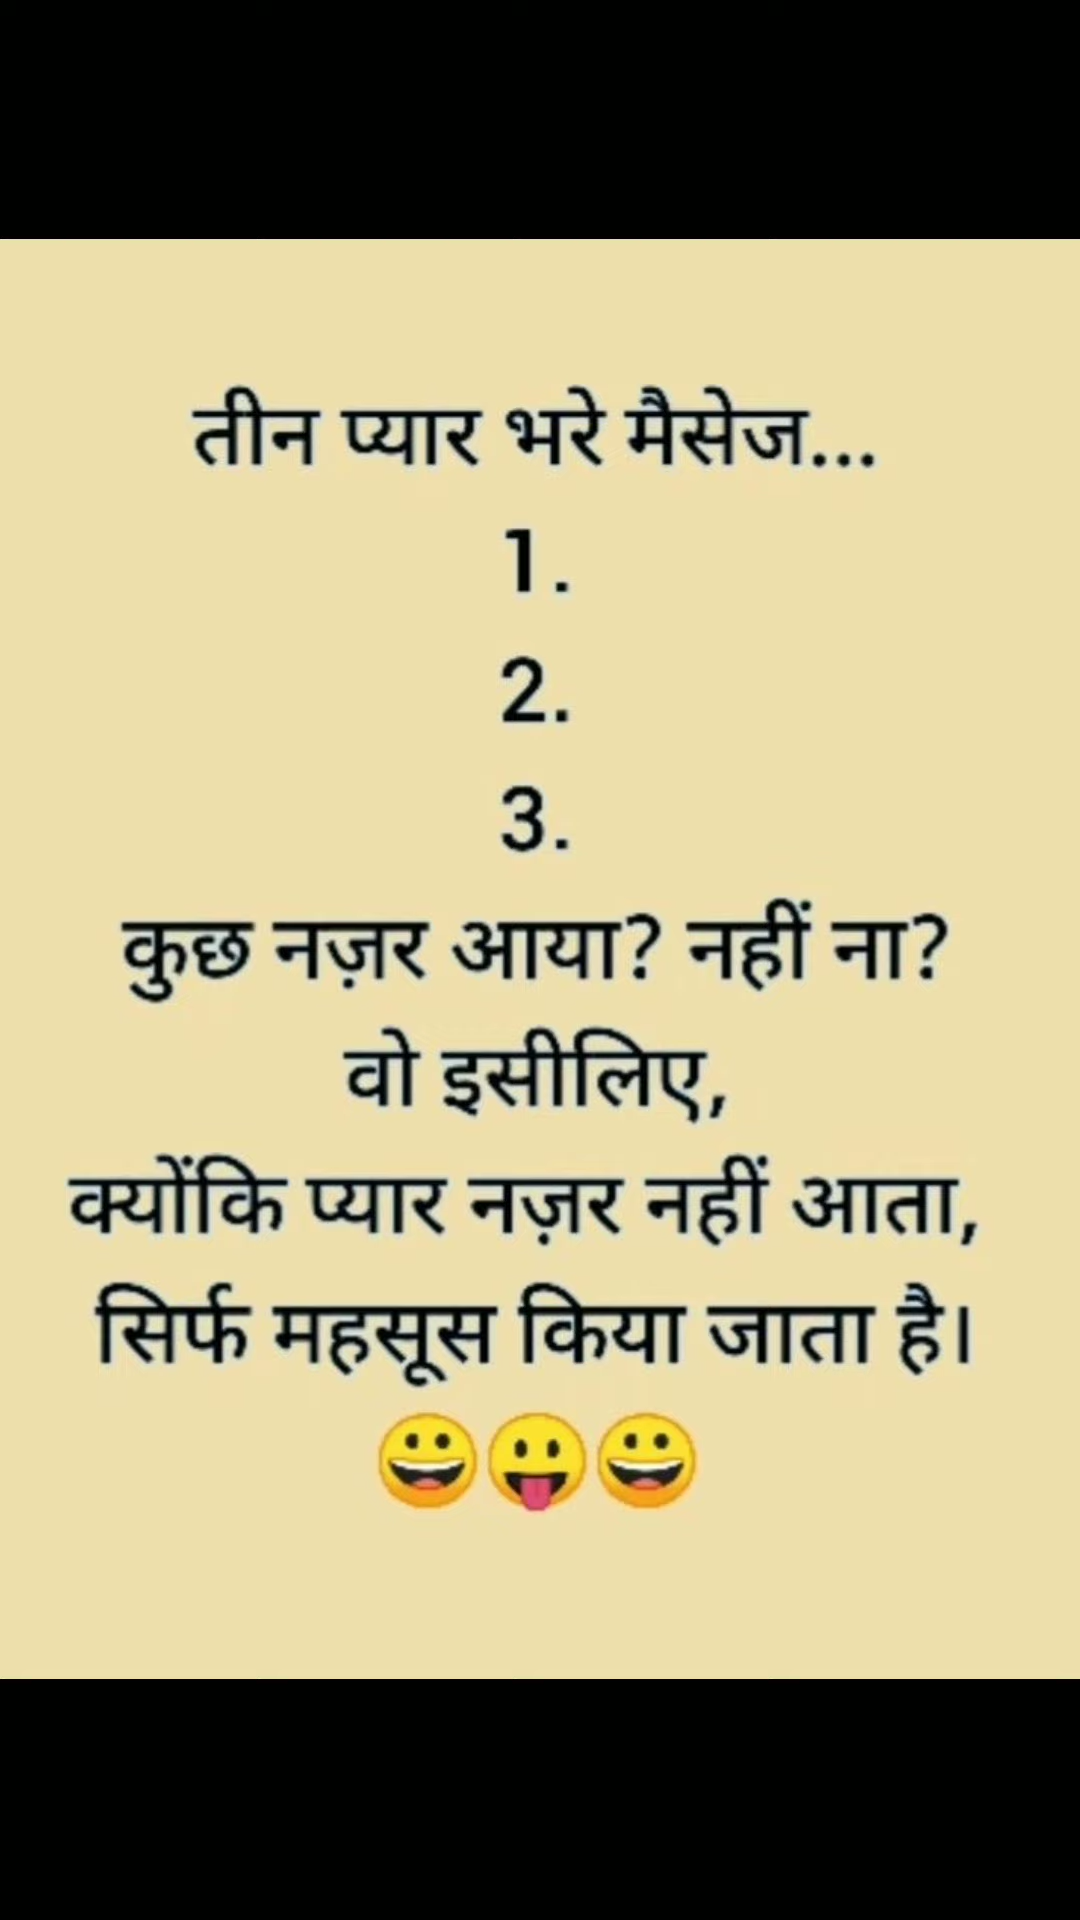 तीन प्यार भरे मैसेज...
1.
2.
3.
कुछ नज़र आया? नहीं ना?
वो इसीलिए,
क्योंकि प्यार नज़र नहीं आता,
सिर्फ महसूस किया जाता है।
😀😛😀